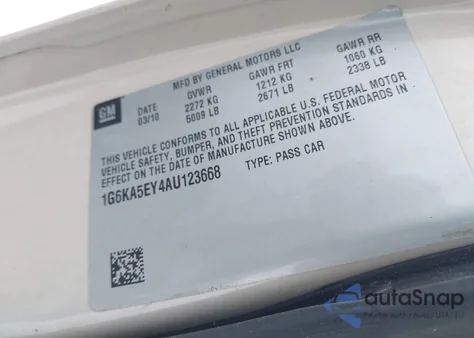 GM
MFD BY GENERAL MOTORS LLC
DATE GVWR GAWR FRT GAWR RR
03/10 2272 KG 1212 KG 1060 KG
5009 LB 2671 LB 2338 LB
THIS VEHICLE CONFORMS TO ALL APPLICABLE U.S. FEDERAL MOTOR
VEHICLE SAFETY, BUMPER, AND THEFT PREVENTION STANDARDS IN
EFFECT ON THE DATE OF MANUFACTURE SHOWN ABOVE.
1G6KA5EY4AU123668 TYPE: PASS CAR
autoSnap